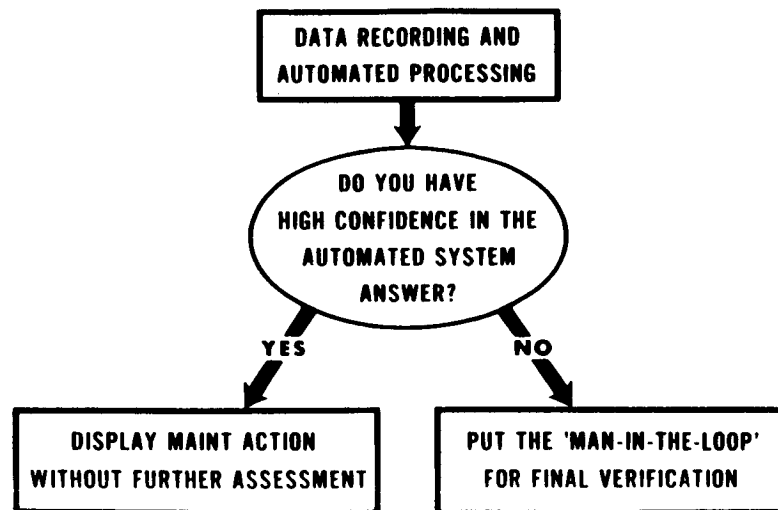 DATA RECORDING AND
AUTOMATED PROCESSING
DO YOU HAVE
HIGH CONFIDENCE IN THE
AUTOMATED SYSTEM
ANSWER?
YES
NO
DISPLAY MAINT ACTION
WITHOUT FURTHER ASSESSMENT
PUT THE 'MAN-IN-THE-LOOP'
FOR FINAL VERIFICATION